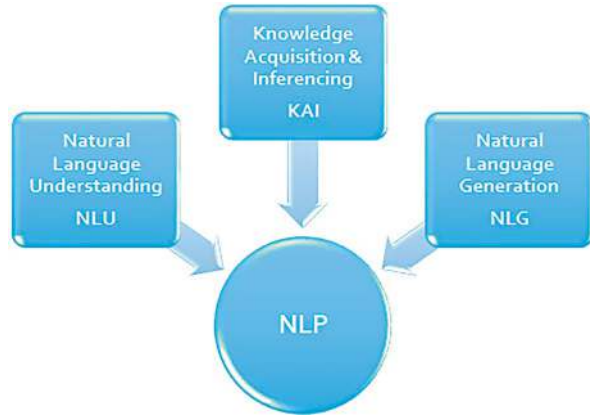 Knowledge
Acquisition &
Inferencing
KAI
Natural
Language
Understanding
NLU
Natural
Language
Generation
NLG
NLP